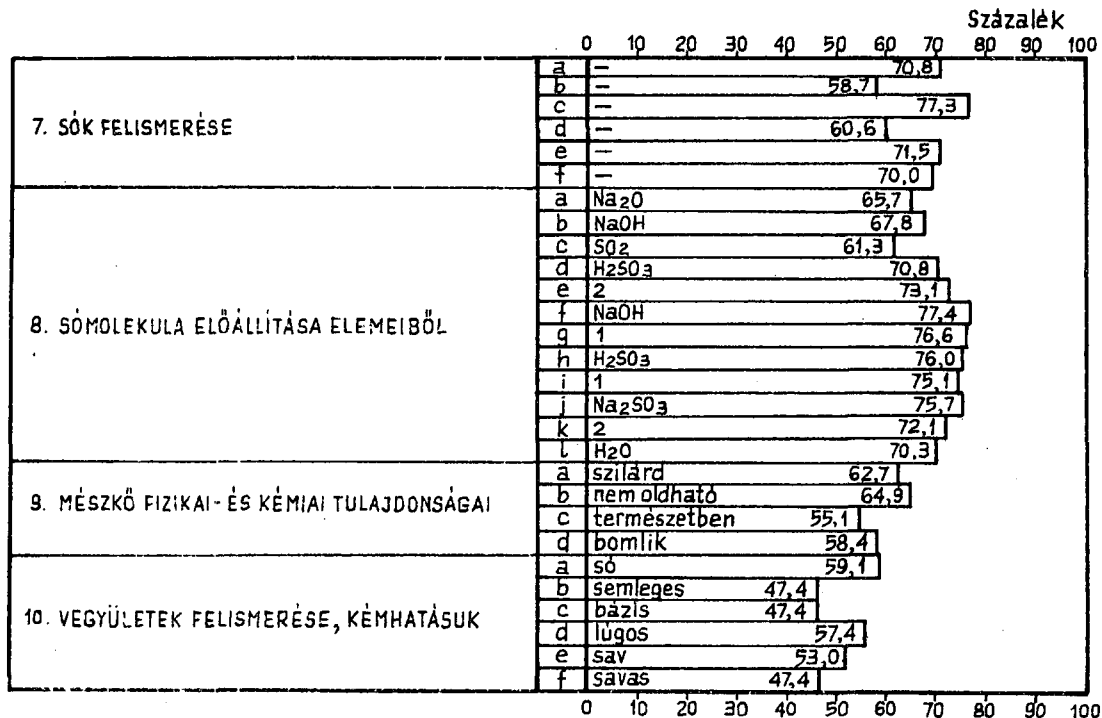 Százalék
0 10 20 30 40 50 60 70 80 90 100
7. SÓK FELISMERÉSE
a – 70,8
b – 58,7
c – 77,3
d – 60,6
e – 71,5
f – 70,0
8. SÓMOLEKULA ELŐÁLLÍTÁSA ELEMEIBŐL
a Na2O 65,7
b NaOH 67,8
c SO2 61,3
d H2SO3 70,8
e 2 73,1
f NaOH 77,4
g 1 76,6
h H2SO3 76,0
i 1 75,1
j Na2SO3 75,7
k 2 72,1
l H2O 70,3
9. MÉSZKŐ FIZIKAI- ÉS KÉMIAI TULAJDONSÁGAI
a szilárd 62,7
b nem oldható 64,9
c természetben 55,1
d bomlik 58,4
10. VEGYÜLETEK FELISMERÉSE, KÉMHATÁSUK
a só 59,1
b semleges 47,4
c bázis 47,4
d lúgos 57,4
e sav 53,0
f savas 47,4
0 10 20 30 40 50 60 70 80 90 100